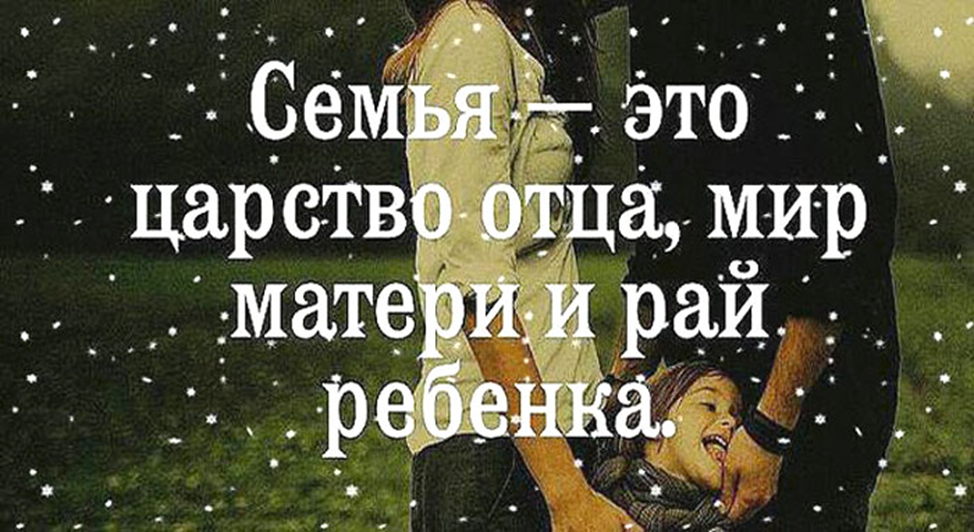 Семья — это
царство отца, мир
матери и рай
ребенка.